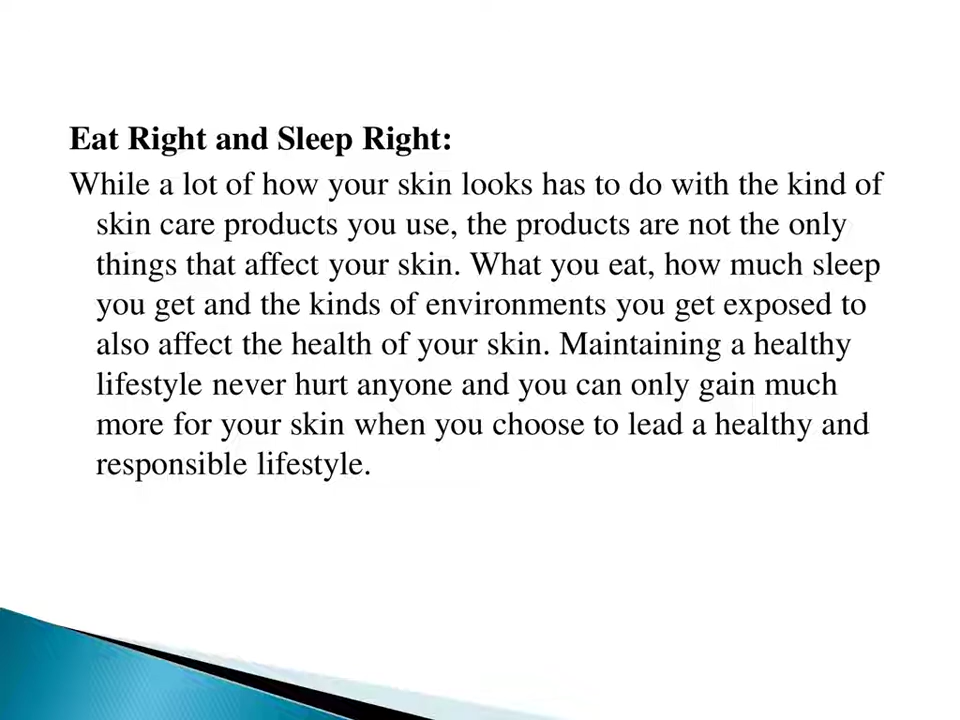 Eat Right and Sleep Right:
While a lot of how your skin looks has to do with the kind of
skin care products you use, the products are not the only
things that affect your skin. What you eat, how much sleep
you get and the kinds of environments you get exposed to
also affect the health of your skin. Maintaining a healthy
lifestyle never hurt anyone and you can only gain much
more for your skin when you choose to lead a healthy and
responsible lifestyle.